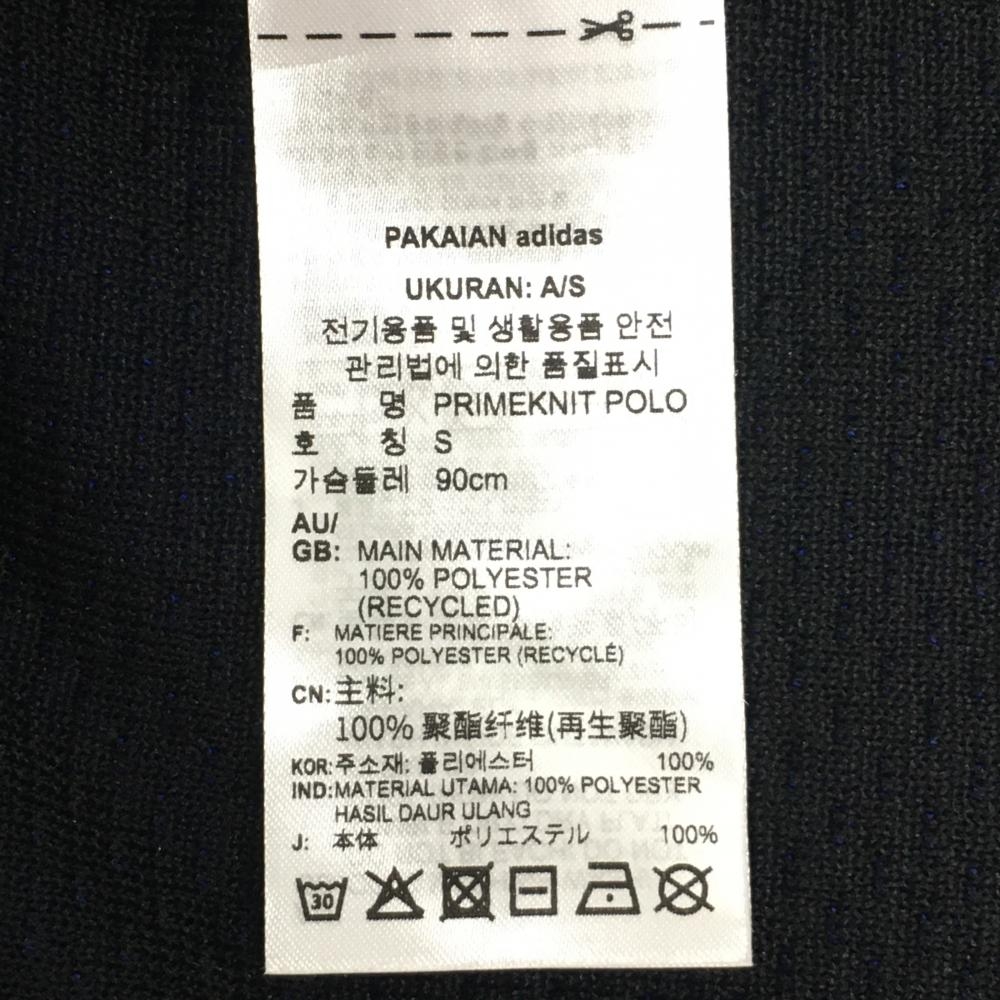 PAKAIAN adidas
UKURAN: A/S
전기용품 및 생활용품 안전
관리법에 의한 품질표시
품 명 PRIMEKNIT POLO
호 칭 S
가슴둘레 90cm
AU/
GB: MAIN MATERIAL:
100% POLYESTER
(RECYCLED)
F: MATIERE PRINCIPALE:
100% POLYESTER (RECYCLÉ)
CN: 主料:
100% 聚酯纤维(再生聚酯)
KOR: 주소재: 폴리에스터 100%
IND: MATERIAL UTAMA: 100% POLYESTER
HASIL DAUR ULANG
J: 本体 ポリエステル 100%
30